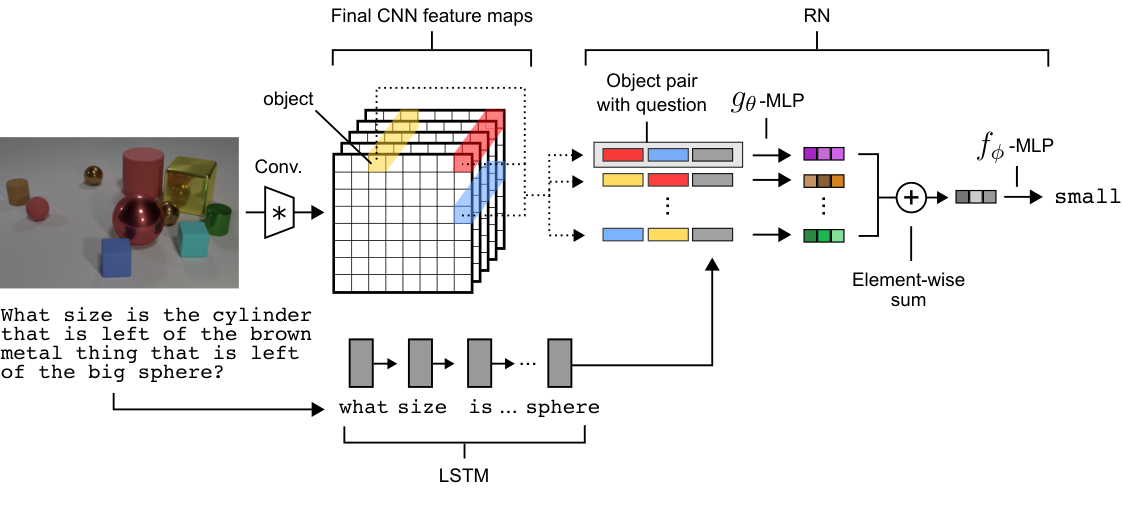 Final CNN feature maps
RN
Object pair
with question
gθ-MLP
object
fϕ-MLP
Conv.
*
small
Element-wise
sum
What size is the cylinder
that is left of the brown
metal thing that is left
of the big sphere?
...
what size is ... sphere
LSTM